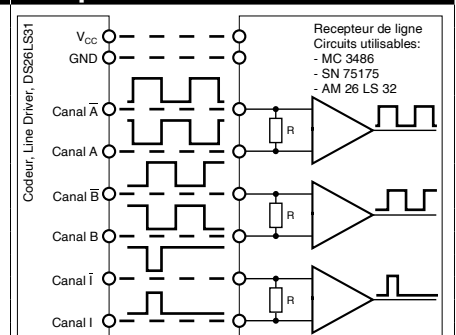 Codeur, Line Driver, DS26LS31
VCC
GND
Canal A̅
Canal A
Canal B̅
Canal B
Canal I̅
Canal I
Recepteur de ligne
Circuits utilisables:
- MC 3486
- SN 75175
- AM 26 LS 32
R
R
R